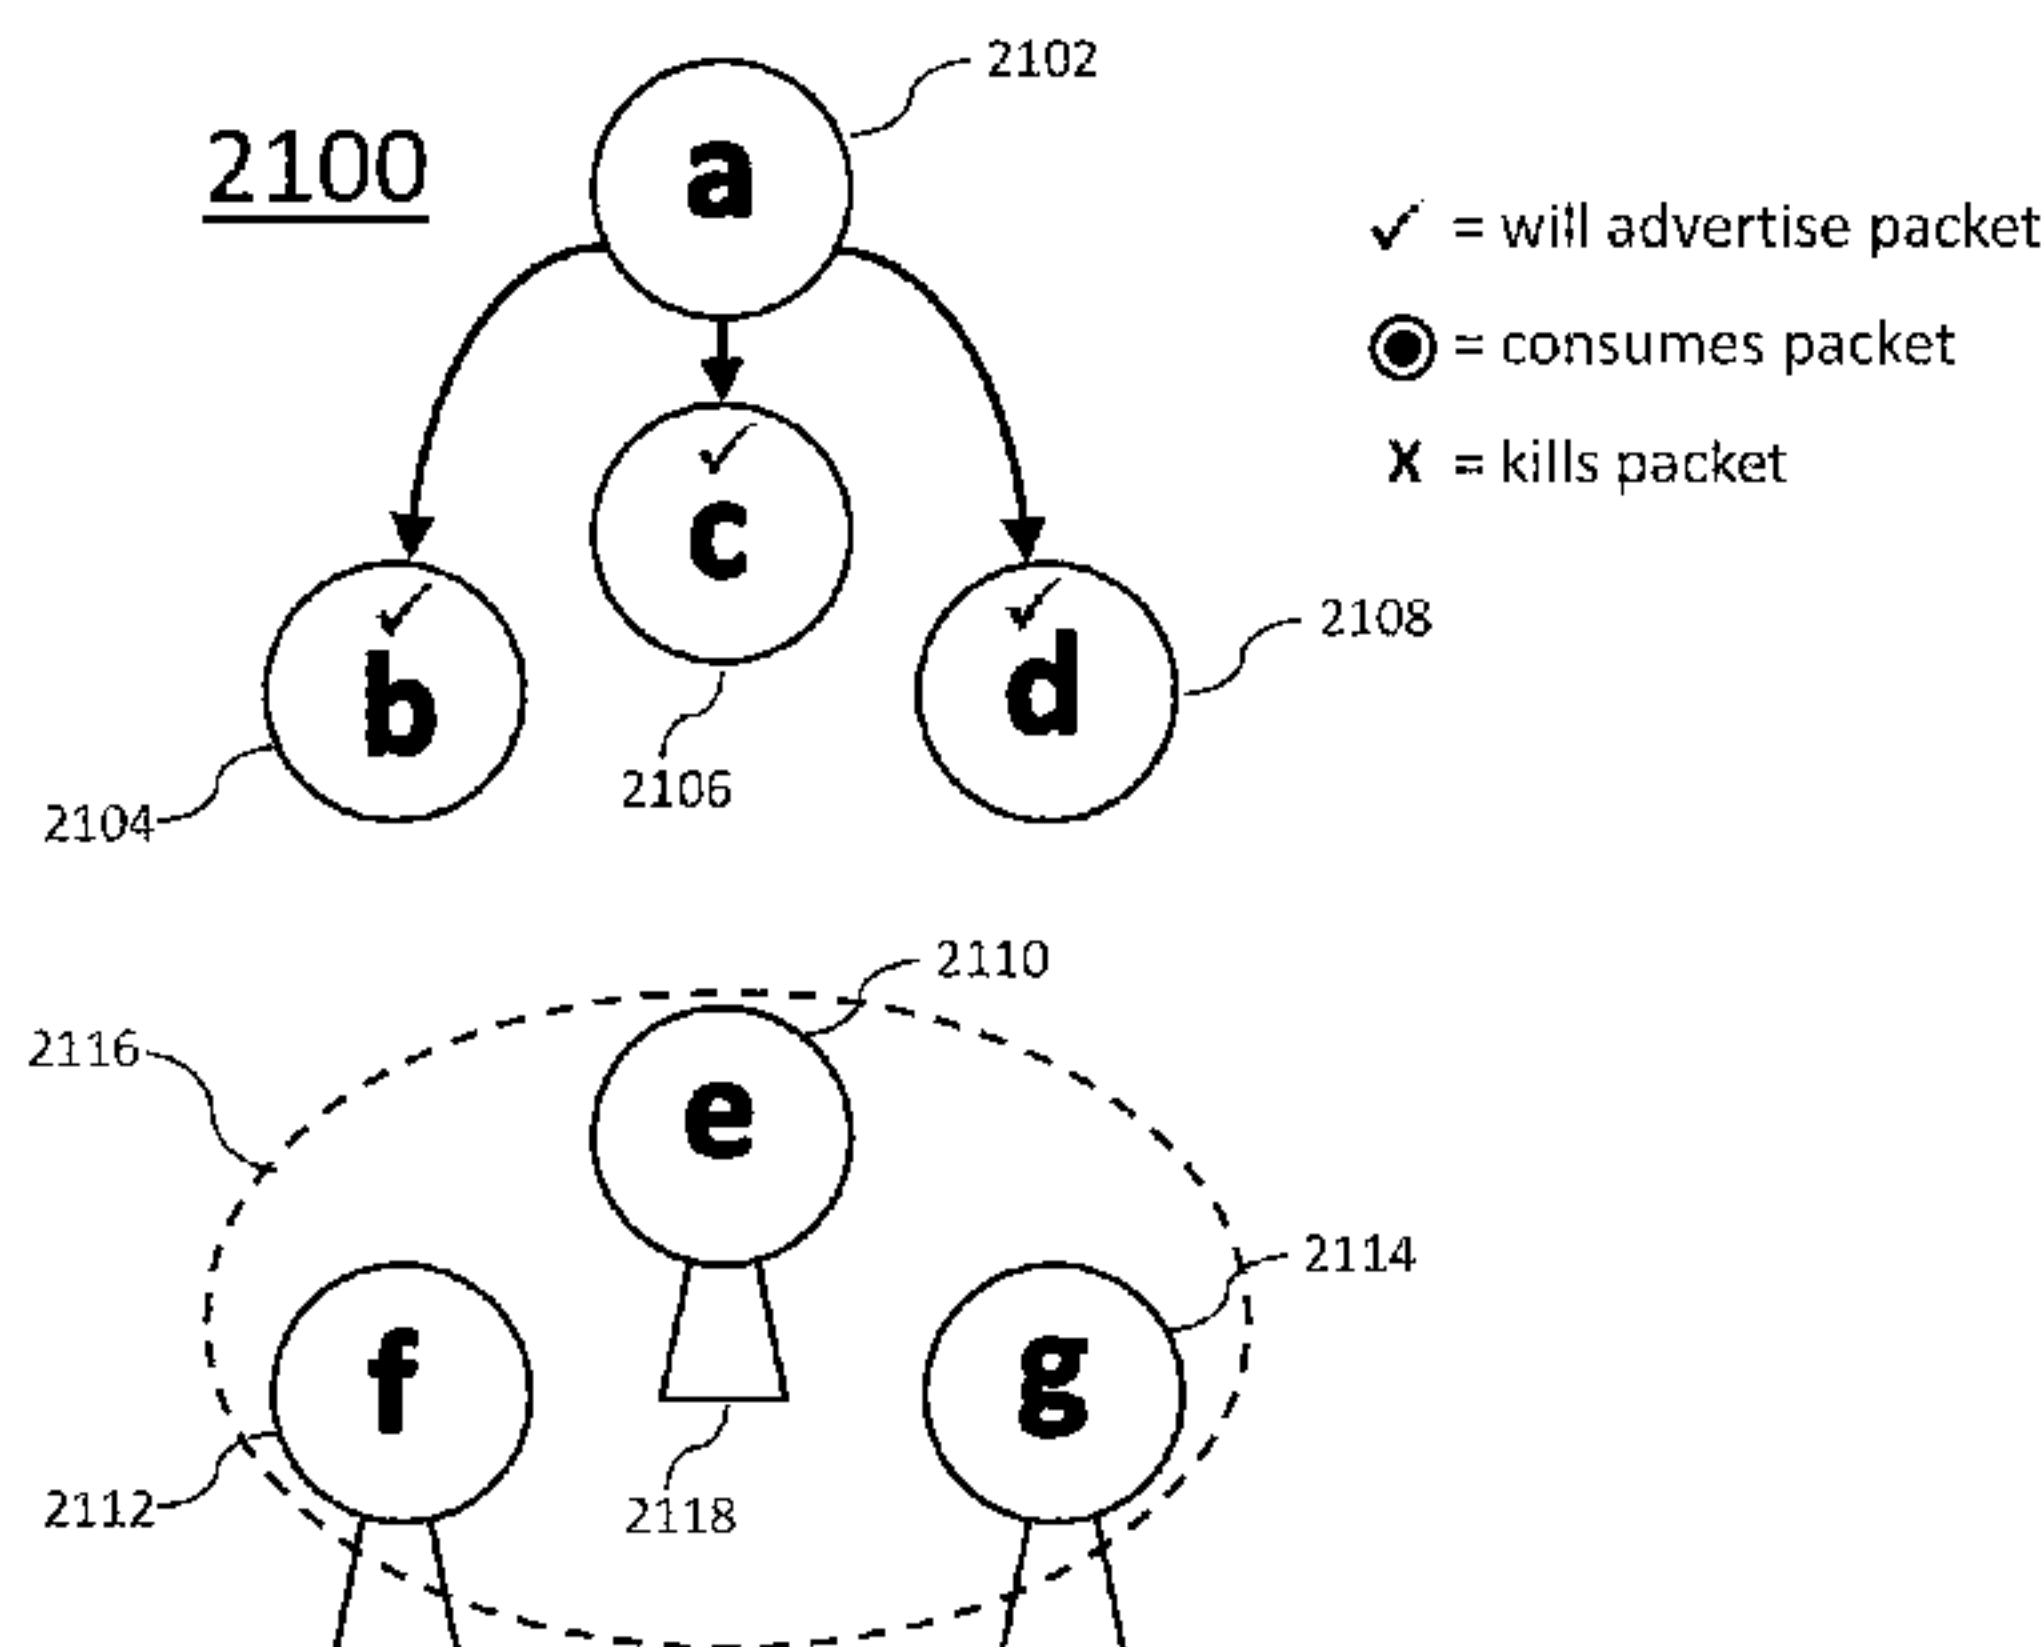 2102
2100
a
✓ = will advertise packet
= consumes packet
X = kills packet
✓
c
✓
b
✓
d
2108
2106
2104
2110
2116
e
2114
f
g
2112
2118